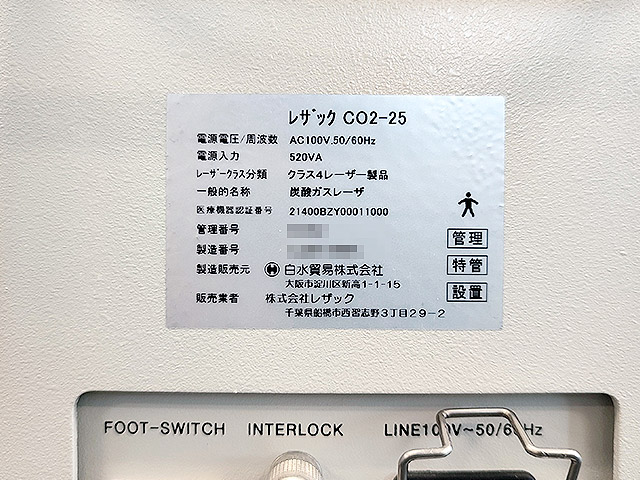 レザック CO2-25
電源電圧/周波数 AC100V.50/60Hz
電源入力 520VA
レーザークラス分類 クラス4レーザー製品
一般的名称 炭酸ガスレーザ
医療機器認証番号 21400BZY00011000
管理番号
製造番号
管理
製造販売元 白水貿易株式会社
特管
大阪市淀川区新高1-1-15
設置
販売業者 株式会社レザック
千葉県船橋市西習志野3丁目29-2
FOOT-SWITCH INTERLOCK LINE100V~50/60Hz